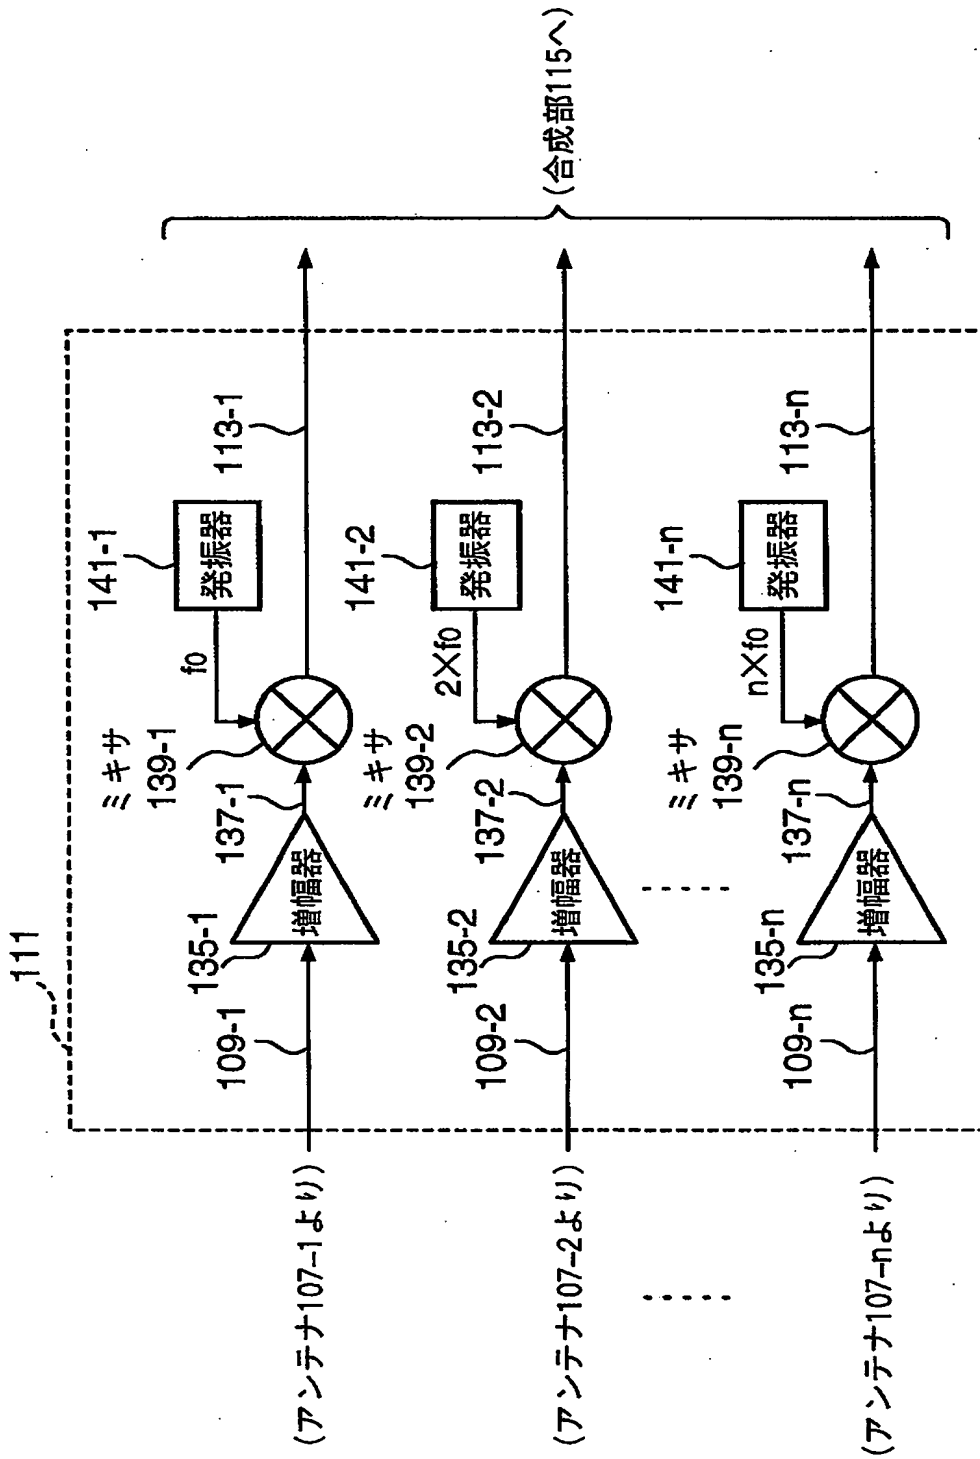 111
(アンテナ107-1より)
109-1
135-1
増幅器
137-1
ミキサ
139-1
f0
141-1
発振器
113-1
(アンテナ107-2より)
109-2
135-2
増幅器
137-2
ミキサ
139-2
2×f0
141-2
発振器
113-2
(アンテナ107-nより)
109-n
135-n
増幅器
137-n
ミキサ
139-n
n×f0
141-n
発振器
113-n
(合成部115へ)